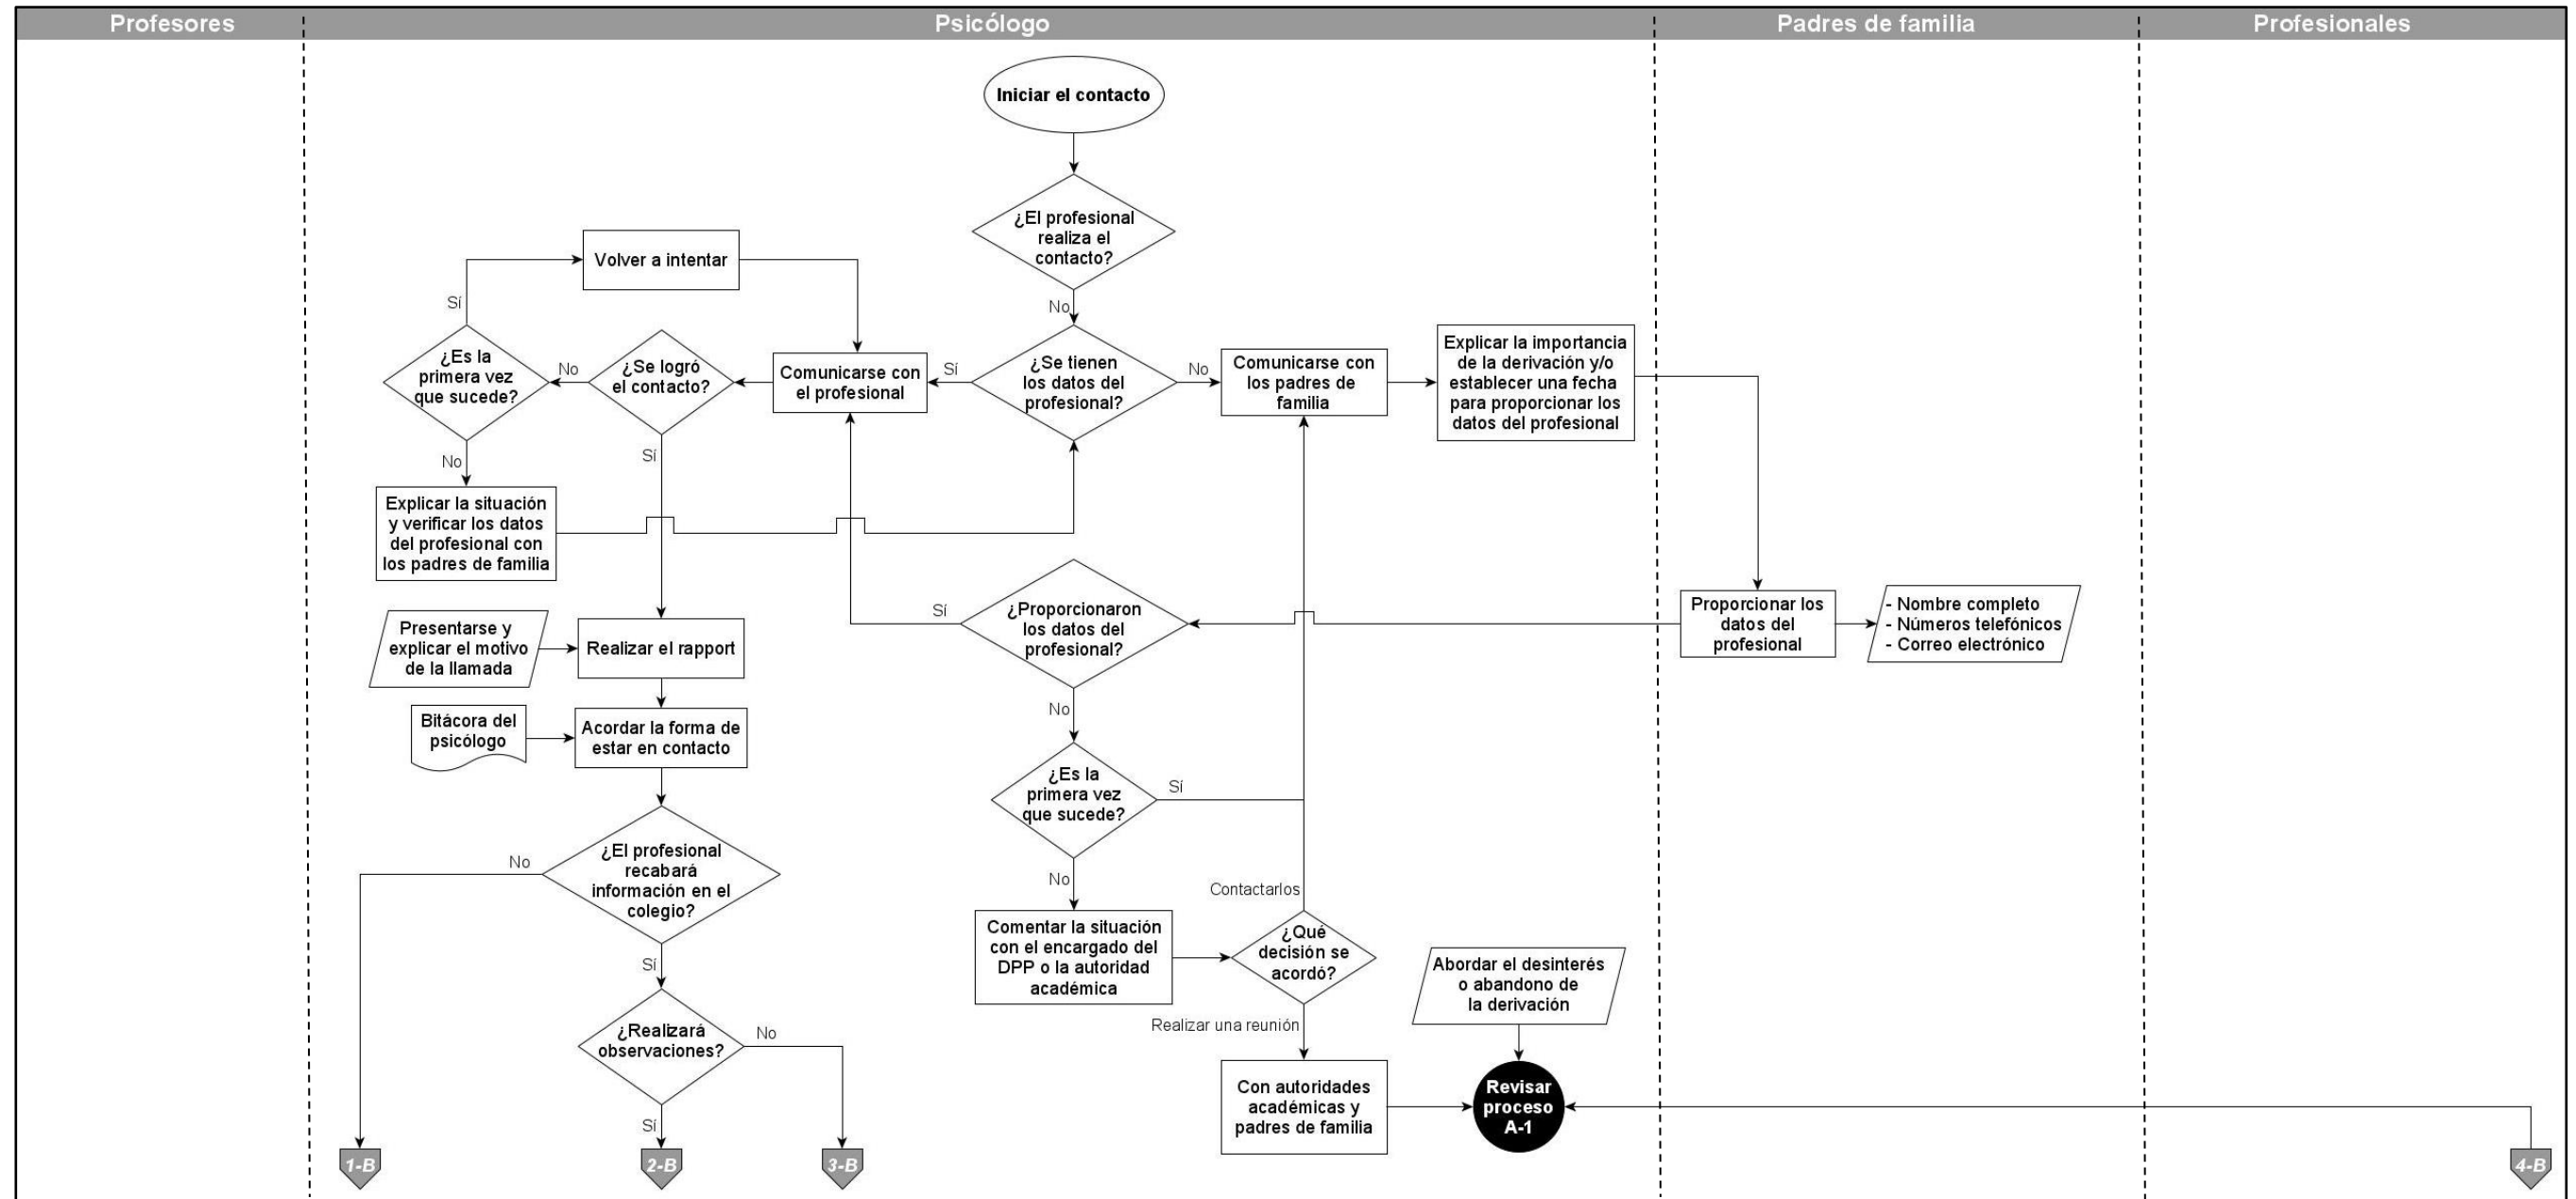 Profesores
Psicólogo
Padres de familia
Profesionales
Iniciar el contacto
¿El profesional
realiza el
contacto?
No
Volver a intentar
Sí
¿Es la
primera vez
que sucede?
No
¿Se logró
el contacto?
Comunicarse con
el profesional
Sí
¿Se tienen
los datos del
profesional?
No
Comunicarse con
los padres de
familia
Explicar la importancia
de la derivación y/o
establecer una fecha
para proporcionar los
datos del profesional
No
Sí
Explicar la situación
y verificar los datos
del profesional con
los padres de familia
Presentarse y
explicar el motivo
de la llamada
Realizar el rapport
Sí
¿Proporcionaron
los datos del
profesional?
Proporcionar los
datos del
profesional
- Nombre completo
- Números telefónicos
- Correo electrónico
Bitácora del
psicólogo
Acordar la forma de
estar en contacto
No
¿Es la
primera vez
que sucede?
Sí
No
¿El profesional
recabará
información en el
colegio?
No
Contactarlos
Sí
Comentar la situación
con el encargado del
DPP o la autoridad
académica
¿Qué
decisión se
acordó?
Abordar el desinterés
o abandono de
la derivación
¿Realizará
observaciones?
No
Realizar una reunión
Sí
Con autoridades
académicas y
padres de familia
Revisar
proceso
A-1
1-B
2-B
3-B
4-B